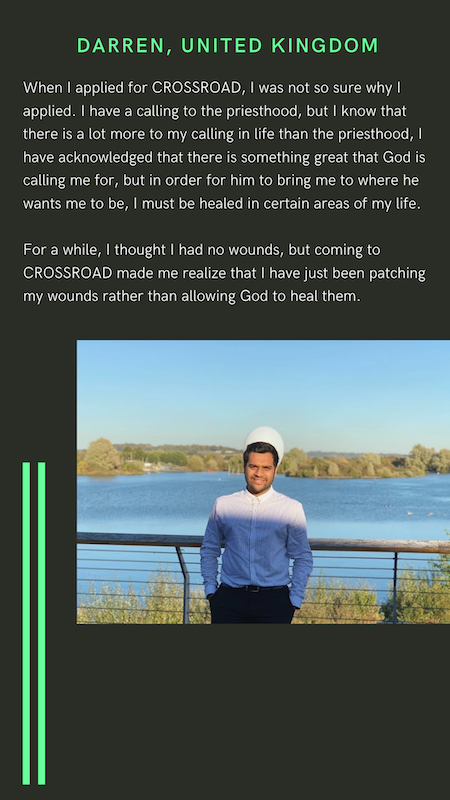 DARREN, UNITED KINGDOM
When I applied for CROSSROAD, I was not so sure why I
applied. I have a calling to the priesthood, but I know that
there is a lot more to my calling in life than the priesthood, I
have acknowledged that there is something great that God is
calling me for, but in order for him to bring me to where he
wants me to be, I must be healed in certain areas of my life.
For a while, I thought I had no wounds, but coming to
CROSSROAD made me realize that I have just been patching
my wounds rather than allowing God to heal them.